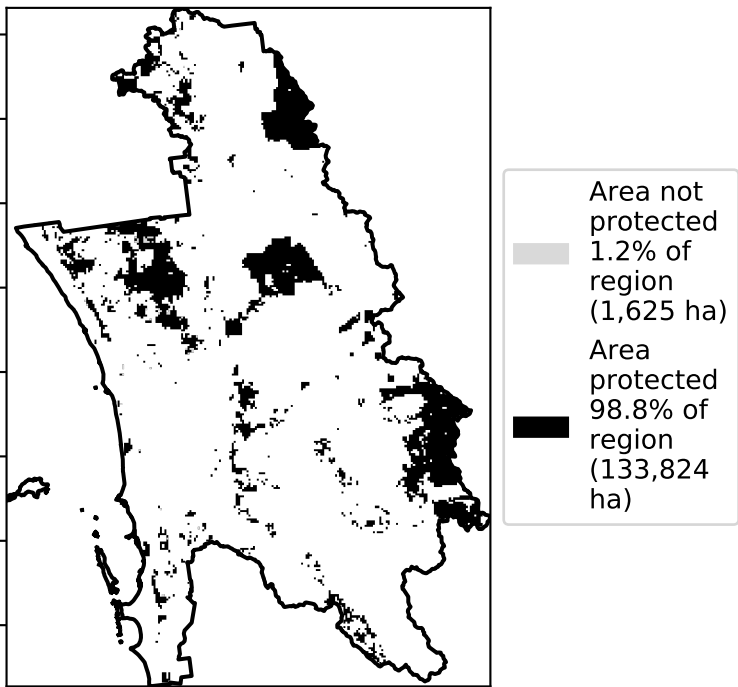 Area not
protected
1.2% of
region
(1,625 ha)
Area
protected
98.8% of
region
(133,824
ha)